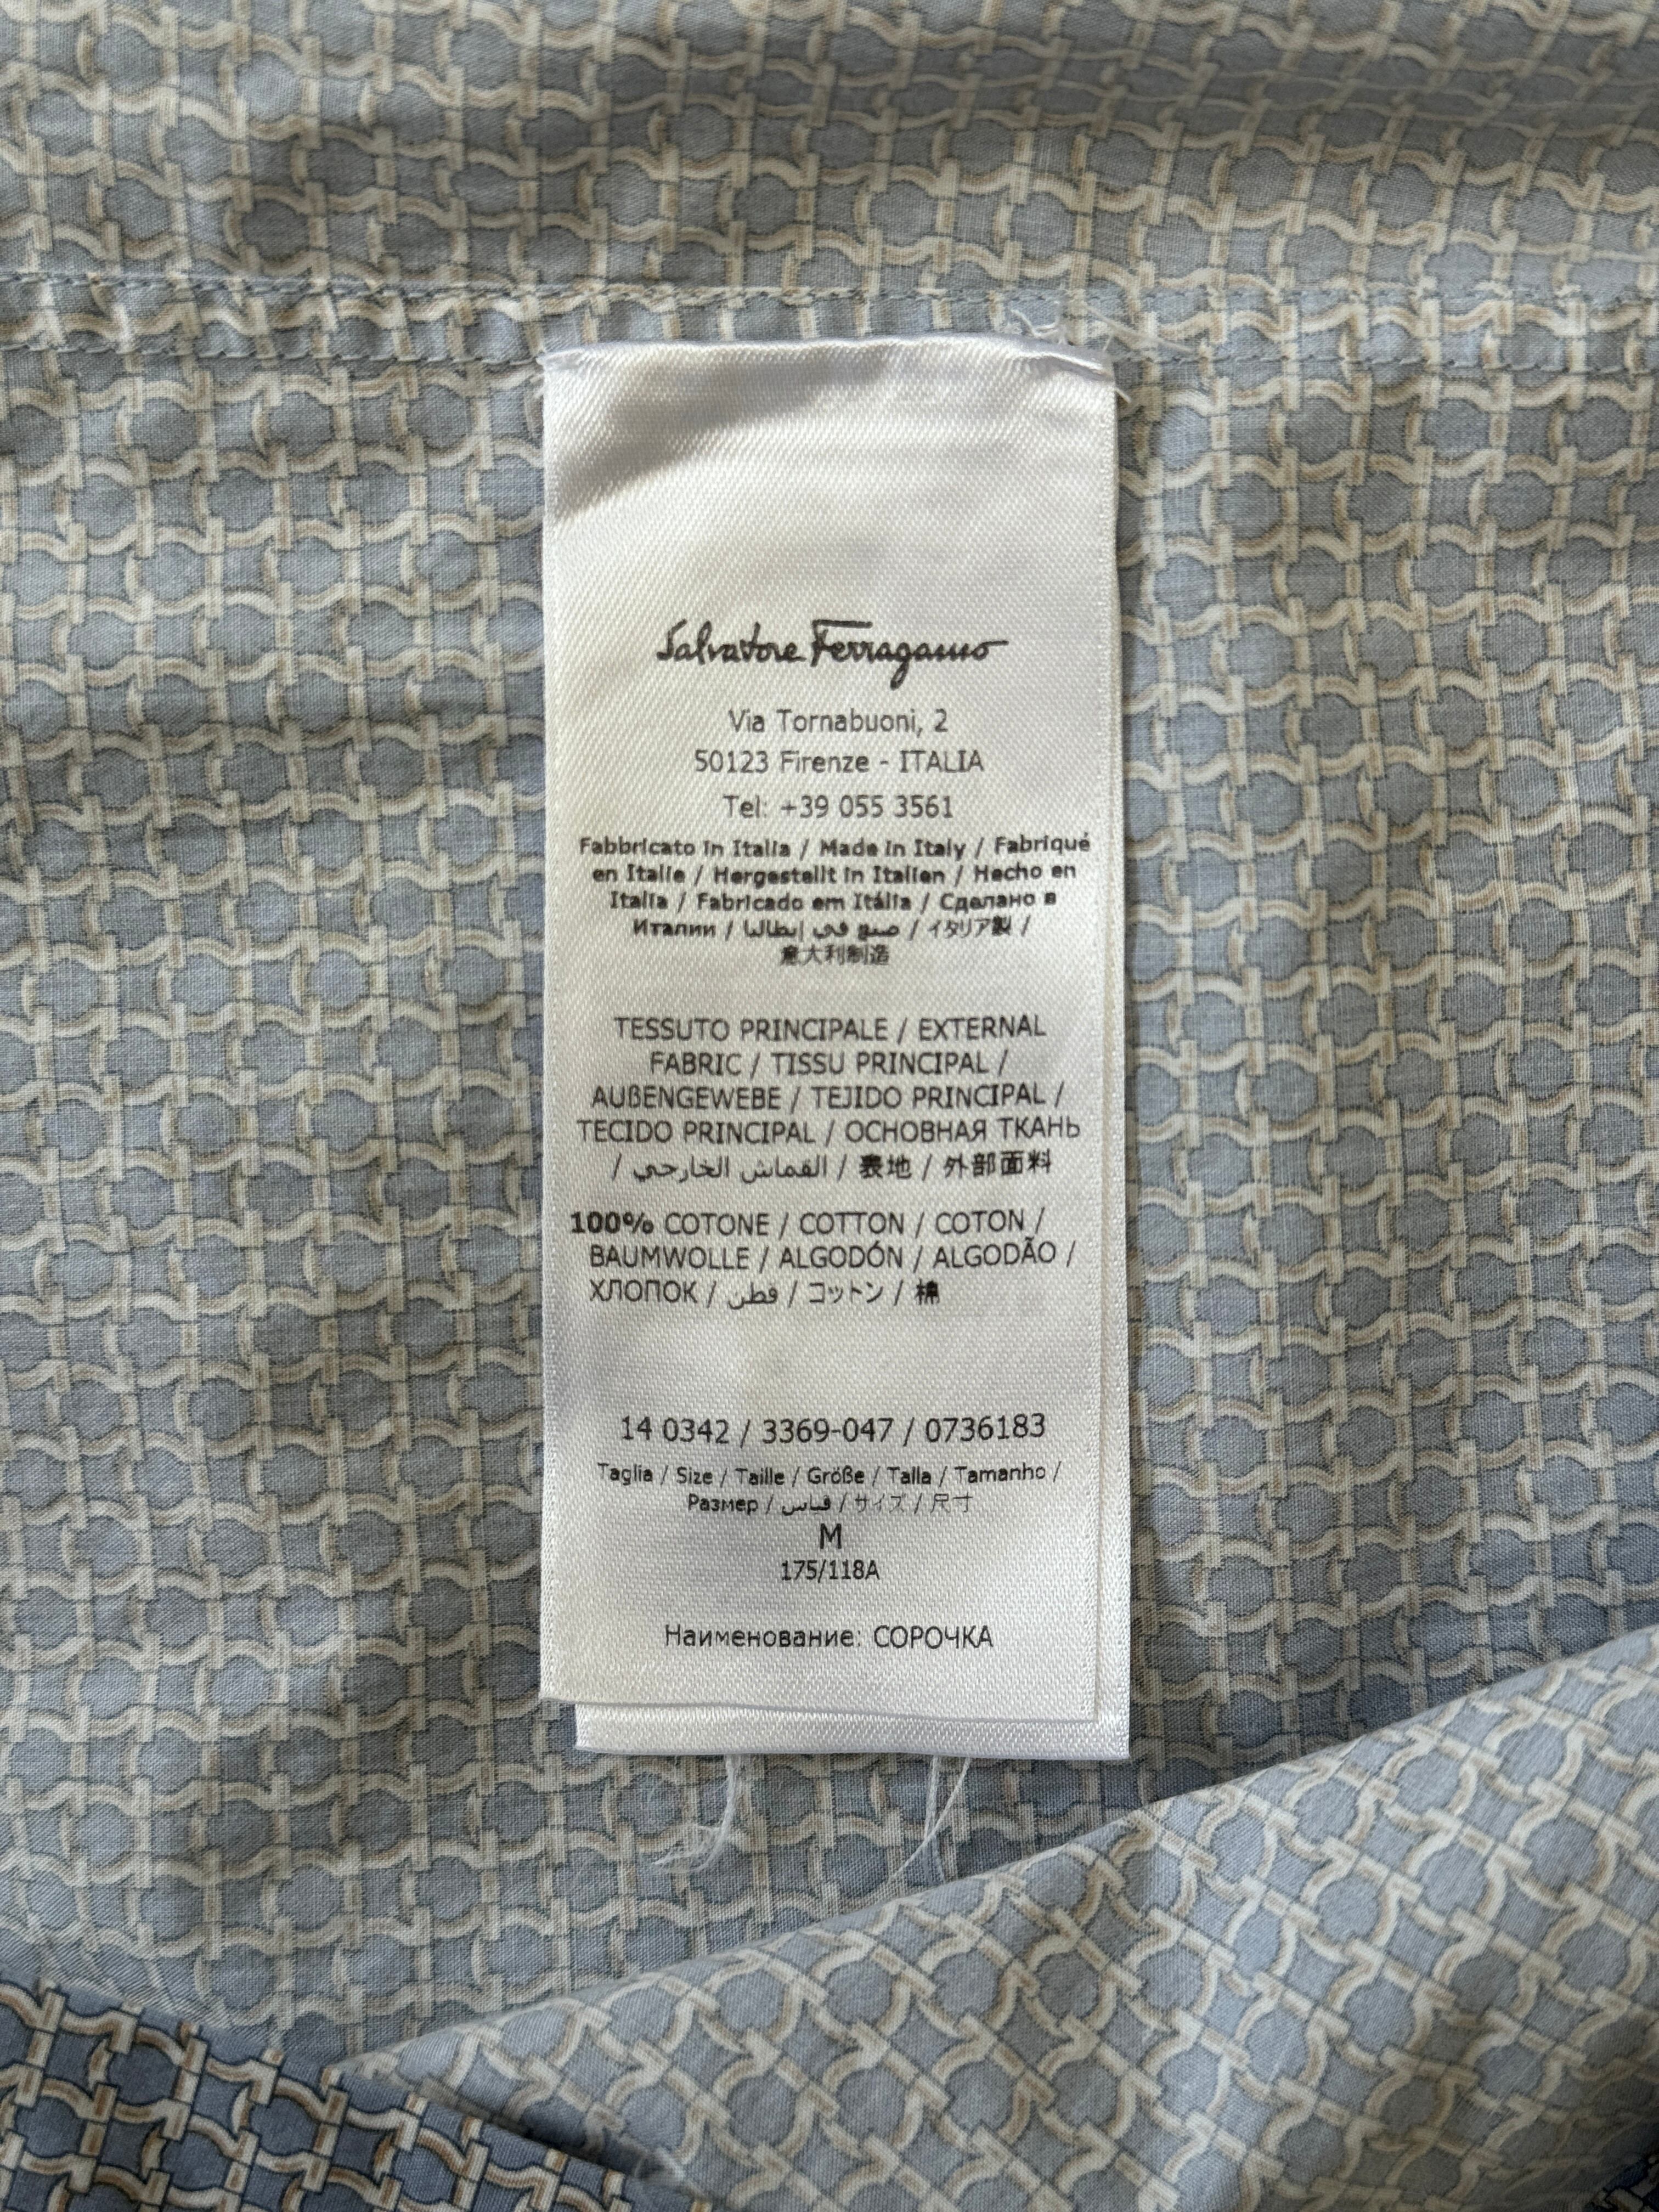 Salvatore Ferragamo
Via Tornabuoni, 2
50123 Firenze - ITALIA
Tel: +39 055 3561
Fabbricato in Italia / Made in Italy / Fabriqué
en Italie / Hergestellt in Italien / Hecho en
Italia / Fabricado em Itália / Сделано в
Италии / صنع في إيطاليا / イタリア製 /
意大利制造
TESSUTO PRINCIPALE / EXTERNAL
FABRIC / TISSU PRINCIPAL /
AUßENGEWEBE / TEJIDO PRINCIPAL /
TECIDO PRINCIPAL / ОСНОВНАЯ ТКАНЬ
/ القماش الخارجي / 表地 / 外部面料
100% COTONE / COTTON / COTON /
BAUMWOLLE / ALGODÓN / ALGODÃO /
ХЛОПОК / قطن / コットン / 棉
14 0342 / 3369-047 / 0736183
Taglia / Size / Taille / Größe / Talla / Tamanho /
Размер / قياس / サイズ / 尺寸
M
175/118A
Наименование: СОРОЧКА